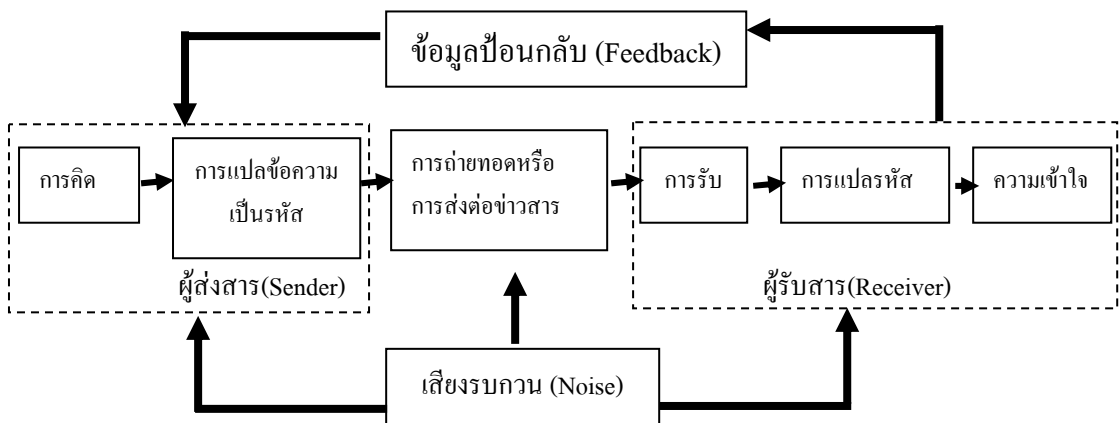 ข้อมูลป้อนกลับ (Feedback)
การคิด
การแปลข้อความ
เป็นรหัส
การถ่ายทอดหรือ
การส่งต่อข่าวสาร
การรับ
การแปลรหัส
ความเข้าใจ
ผู้ส่งสาร(Sender)
ผู้รับสาร(Receiver)
เสียงรบกวน (Noise)